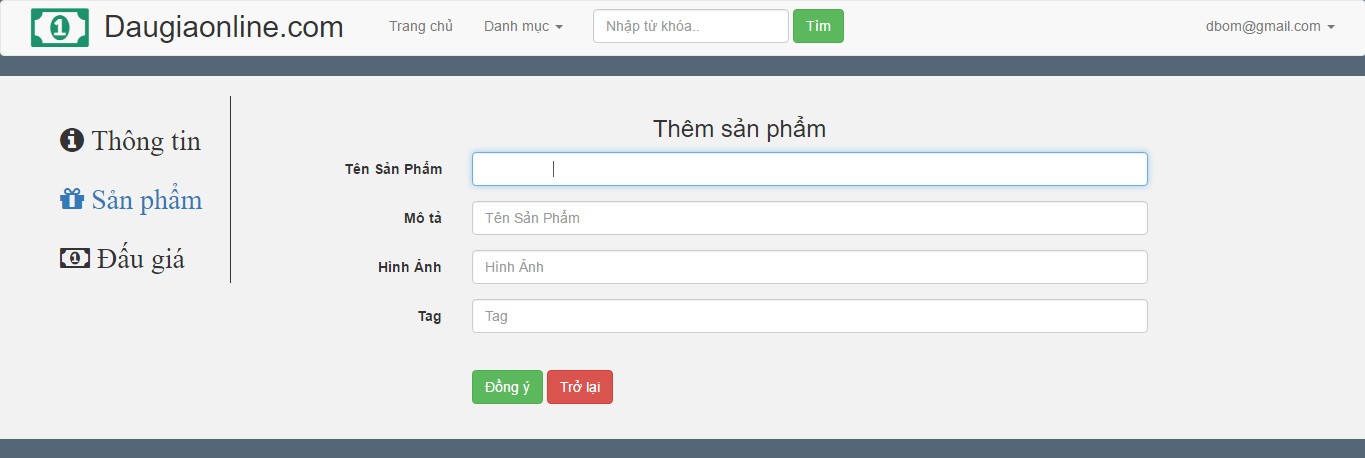 Daugiaonline.com Trang chủ Danh mục Nhập từ khóa.. Tìm dbom@gmail.com
Thông tin
Sản phẩm
Đấu giá
Thêm sản phẩm
Tên Sản Phẩm
Mô tả Tên Sản Phẩm
Hình Ảnh Hình Ảnh
Tag Tag
Đồng ý Trở lại